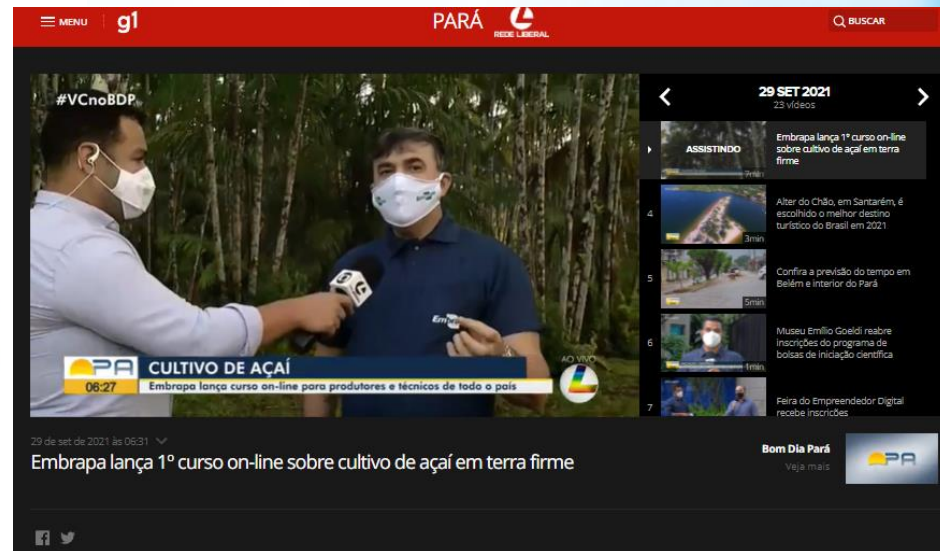 MENU
g1
PARÁ
REDE LIBERAL
BUSCAR
#VCnoBDP
Embrapa
PA
06:27
CULTIVO DE AÇAÍ
Embrapa lança curso on-line para produtores e técnicos de todo o país
AO VIVO
29 SET 2021
23 vídeos
ASSISTINDO
7min
Embrapa lança 1º curso on-line
sobre cultivo de açaí em terra
firme
4
3min
Alter do Chão, em Santarém, é
escolhido o melhor destino
turístico do Brasil em 2021
5
5min
Confira a previsão do tempo em
Belém e interior do Pará
6
1min
Museu Emílio Goeldi reabre
inscrições do programa de
bolsas de iniciação científica
7
Feira do Empreendedor Digital
recebe inscrições
29 de set de 2021 às 06:31
Embrapa lança 1º curso on-line sobre cultivo de açaí em terra firme
Bom Dia Pará
Veja mais
PA